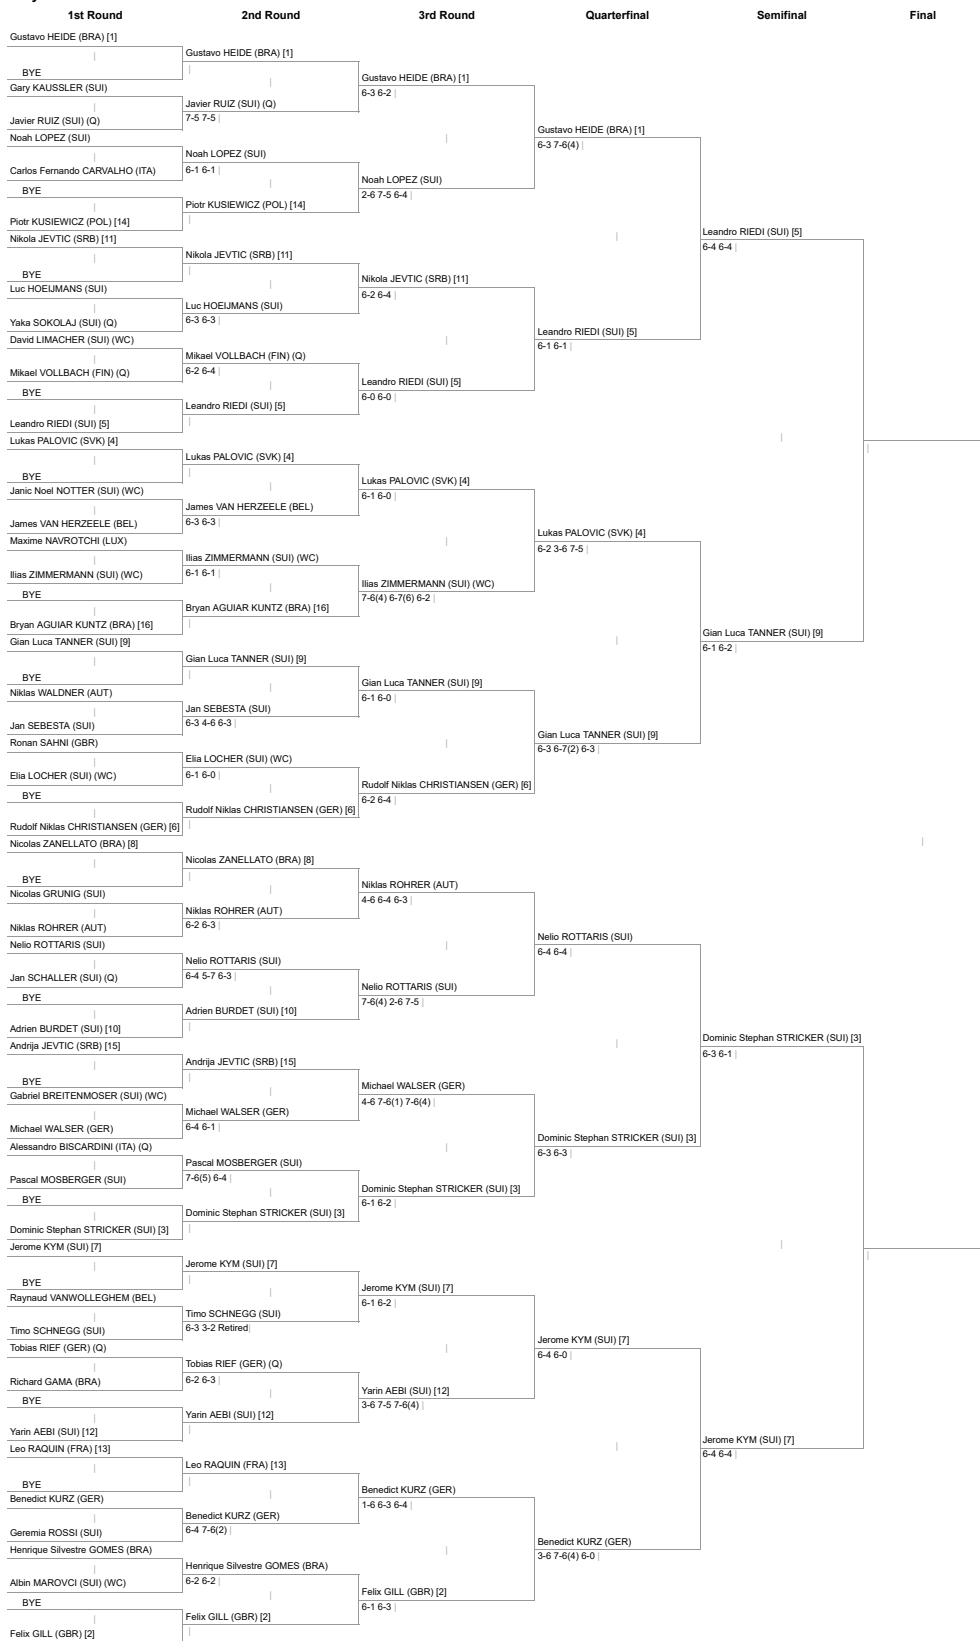 1st Round
2nd Round
3rd Round
Quarterfinal
Semifinal
Final
Gustavo HEIDE (BRA) [1]
BYE
Gary KAUSSLER (SUI)
Javier RUIZ (SUI) (Q)
Noah LOPEZ (SUI)
Carlos Fernando CARVALHO (ITA)
BYE
Piotr KUSIEWICZ (POL) [14]
Nikola JEVTIC (SRB) [11]
BYE
Luc HOEIJMANS (SUI)
Yaka SOKOLAJ (SUI) (Q)
David LIMACHER (SUI) (WC)
Mikael VOLLBACH (FIN) (Q)
BYE
Leandro RIEDI (SUI) [5]
Lukas PALOVIC (SVK) [4]
BYE
Janic Noel NOTTER (SUI) (WC)
James VAN HERZEELE (BEL)
Maxime NAVROTCHI (LUX)
Ilias ZIMMERMANN (SUI) (WC)
BYE
Bryan AGUIAR KUNTZ (BRA) [16]
Gian Luca TANNER (SUI) [9]
BYE
Niklas WALDNER (AUT)
Jan SEBESTA (SUI)
Ronan SAHNI (GBR)
Elia LOCHER (SUI) (WC)
BYE
Rudolf Niklas CHRISTIANSEN (GER) [6]
Nicolas ZANELLATO (BRA) [8]
BYE
Nicolas GRUNIG (SUI)
Niklas ROHRER (AUT)
Nelio ROTTARIS (SUI)
Jan SCHALLER (SUI) (Q)
BYE
Adrien BURDET (SUI) [10]
Andrija JEVTIC (SRB) [15]
BYE
Gabriel BREITENMOSER (SUI) (WC)
Michael WALSER (GER)
Alessandro BISCARDINI (ITA) (Q)
Pascal MOSBERGER (SUI)
BYE
Dominic Stephan STRICKER (SUI) [3]
Jerome KYM (SUI) [7]
BYE
Raynaud VANWOLLEGHEM (BEL)
Timo SCHNEGG (SUI)
Tobias RIEF (GER) (Q)
Richard GAMA (BRA)
BYE
Yarin AEBI (SUI) [12]
Leo RAQUIN (FRA) [13]
BYE
Benedict KURZ (GER)
Geremia ROSSI (SUI)
Henrique Silvestre GOMES (BRA)
Albin MAROVCI (SUI) (WC)
BYE
Felix GILL (GBR) [2]
Gustavo HEIDE (BRA) [1]
Javier RUIZ (SUI) (Q)
7-5 7-5
Noah LOPEZ (SUI)
6-1 6-1
Piotr KUSIEWICZ (POL) [14]
Nikola JEVTIC (SRB) [11]
Luc HOEIJMANS (SUI)
6-3 6-3
Mikael VOLLBACH (FIN) (Q)
6-2 6-4
Leandro RIEDI (SUI) [5]
Lukas PALOVIC (SVK) [4]
James VAN HERZEELE (BEL)
6-3 6-3
Ilias ZIMMERMANN (SUI) (WC)
6-1 6-1
Bryan AGUIAR KUNTZ (BRA) [16]
Gian Luca TANNER (SUI) [9]
Jan SEBESTA (SUI)
6-3 4-6 6-3
Elia LOCHER (SUI) (WC)
6-1 6-0
Rudolf Niklas CHRISTIANSEN (GER) [6]
Nicolas ZANELLATO (BRA) [8]
Niklas ROHRER (AUT)
6-2 6-3
Nelio ROTTARIS (SUI)
6-4 5-7 6-3
Adrien BURDET (SUI) [10]
Andrija JEVTIC (SRB) [15]
Michael WALSER (GER)
6-4 6-1
Pascal MOSBERGER (SUI)
7-6(5) 6-4
Dominic Stephan STRICKER (SUI) [3]
Jerome KYM (SUI) [7]
Timo SCHNEGG (SUI)
6-3 3-2 Retired
Tobias RIEF (GER) (Q)
6-2 6-3
Yarin AEBI (SUI) [12]
Leo RAQUIN (FRA) [13]
Benedict KURZ (GER)
6-4 7-6(2)
Henrique Silvestre GOMES (BRA)
6-2 6-2
Felix GILL (GBR) [2]
Gustavo HEIDE (BRA) [1]
6-3 6-2
Noah LOPEZ (SUI)
2-6 7-5 6-4
Nikola JEVTIC (SRB) [11]
6-2 6-4
Leandro RIEDI (SUI) [5]
6-0 6-0
Lukas PALOVIC (SVK) [4]
6-1 6-0
Ilias ZIMMERMANN (SUI) (WC)
7-6(4) 6-7(6) 6-2
Gian Luca TANNER (SUI) [9]
6-1 6-0
Rudolf Niklas CHRISTIANSEN (GER) [6]
6-2 6-4
Niklas ROHRER (AUT)
4-6 6-4 6-3
Nelio ROTTARIS (SUI)
7-6(4) 2-6 7-5
Michael WALSER (GER)
4-6 7-6(1) 7-6(4)
Dominic Stephan STRICKER (SUI) [3]
6-1 6-2
Jerome KYM (SUI) [7]
6-1 6-2
Yarin AEBI (SUI) [12]
3-6 7-5 7-6(4)
Benedict KURZ (GER)
1-6 6-3 6-4
Felix GILL (GBR) [2]
6-1 6-3
Gustavo HEIDE (BRA) [1]
6-3 7-6(4)
Leandro RIEDI (SUI) [5]
6-1 6-1
Lukas PALOVIC (SVK) [4]
6-2 3-6 7-5
Gian Luca TANNER (SUI) [9]
6-3 6-7(2) 6-3
Nelio ROTTARIS (SUI)
6-4 6-4
Dominic Stephan STRICKER (SUI) [3]
6-3 6-3
Jerome KYM (SUI) [7]
6-4 6-0
Benedict KURZ (GER)
3-6 7-6(4) 6-0
Leandro RIEDI (SUI) [5]
6-4 6-4
Gian Luca TANNER (SUI) [9]
6-1 6-2
Dominic Stephan STRICKER (SUI) [3]
6-3 6-1
Jerome KYM (SUI) [7]
6-4 6-4